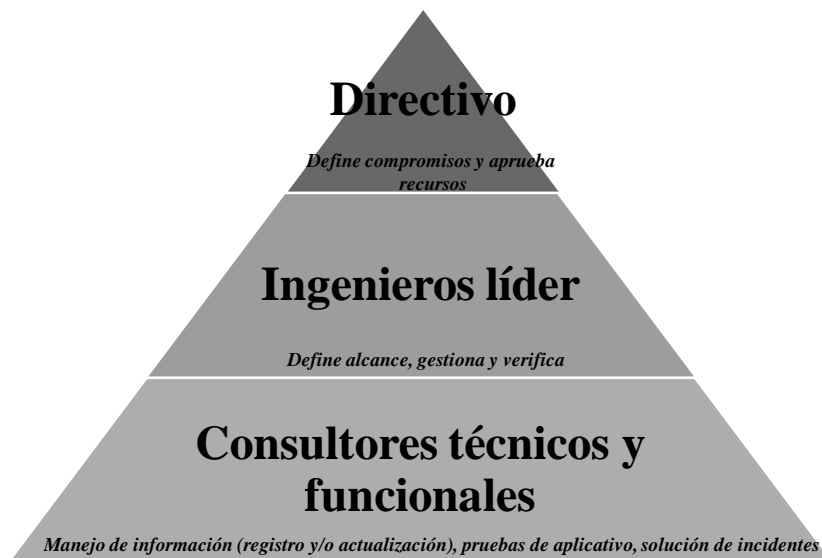 Directivo
Define compromisos y aprueba
recursos
Ingenieros líder
Define alcance, gestiona y verifica
Consultores técnicos y
funcionales
Manejo de información (registro y/o actualización), pruebas de aplicativo, solución de incidentes